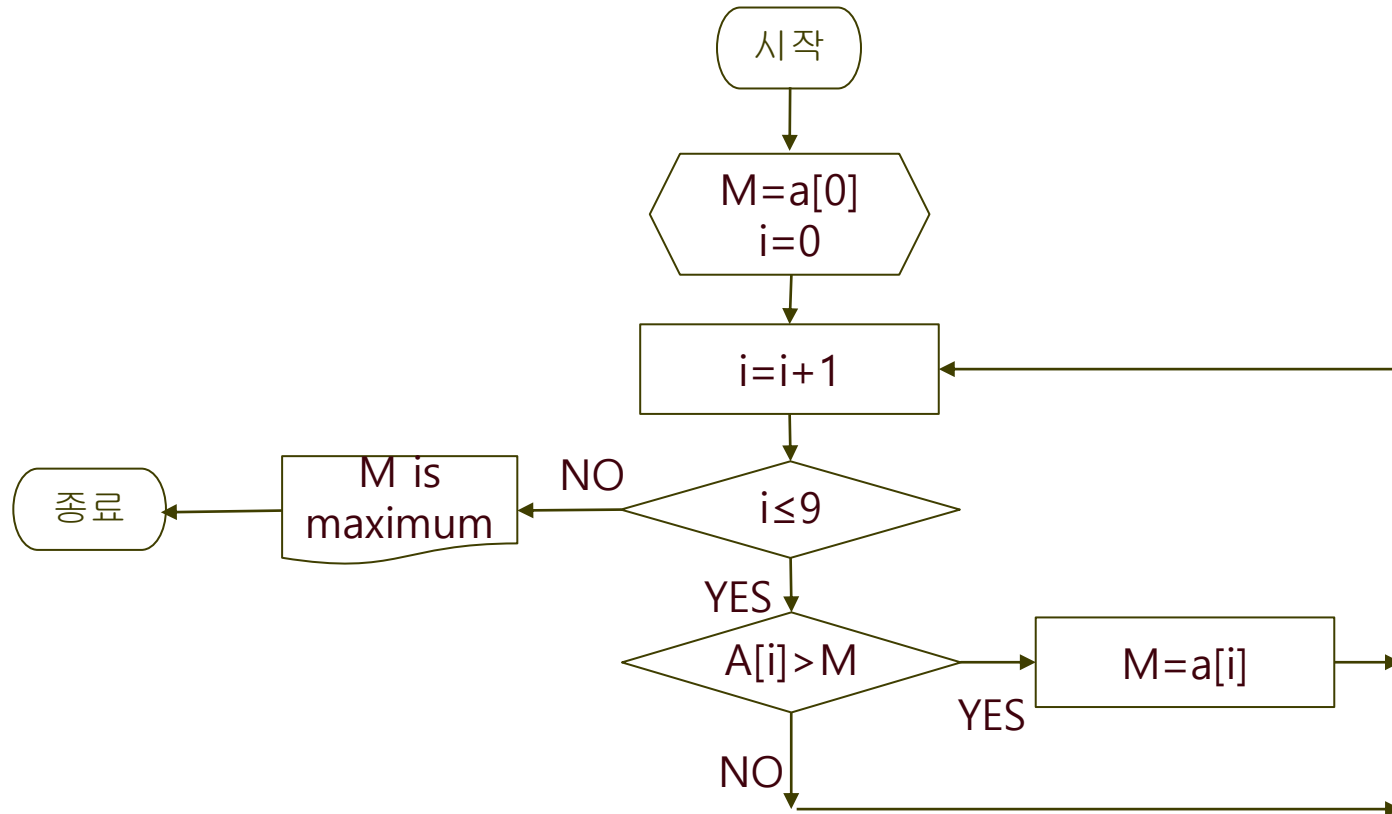 시작
M=a[0]
i=0
i=i+1
i≤9
NO
M is
maximum
종료
YES
A[i]>M
YES
M=a[i]
NO